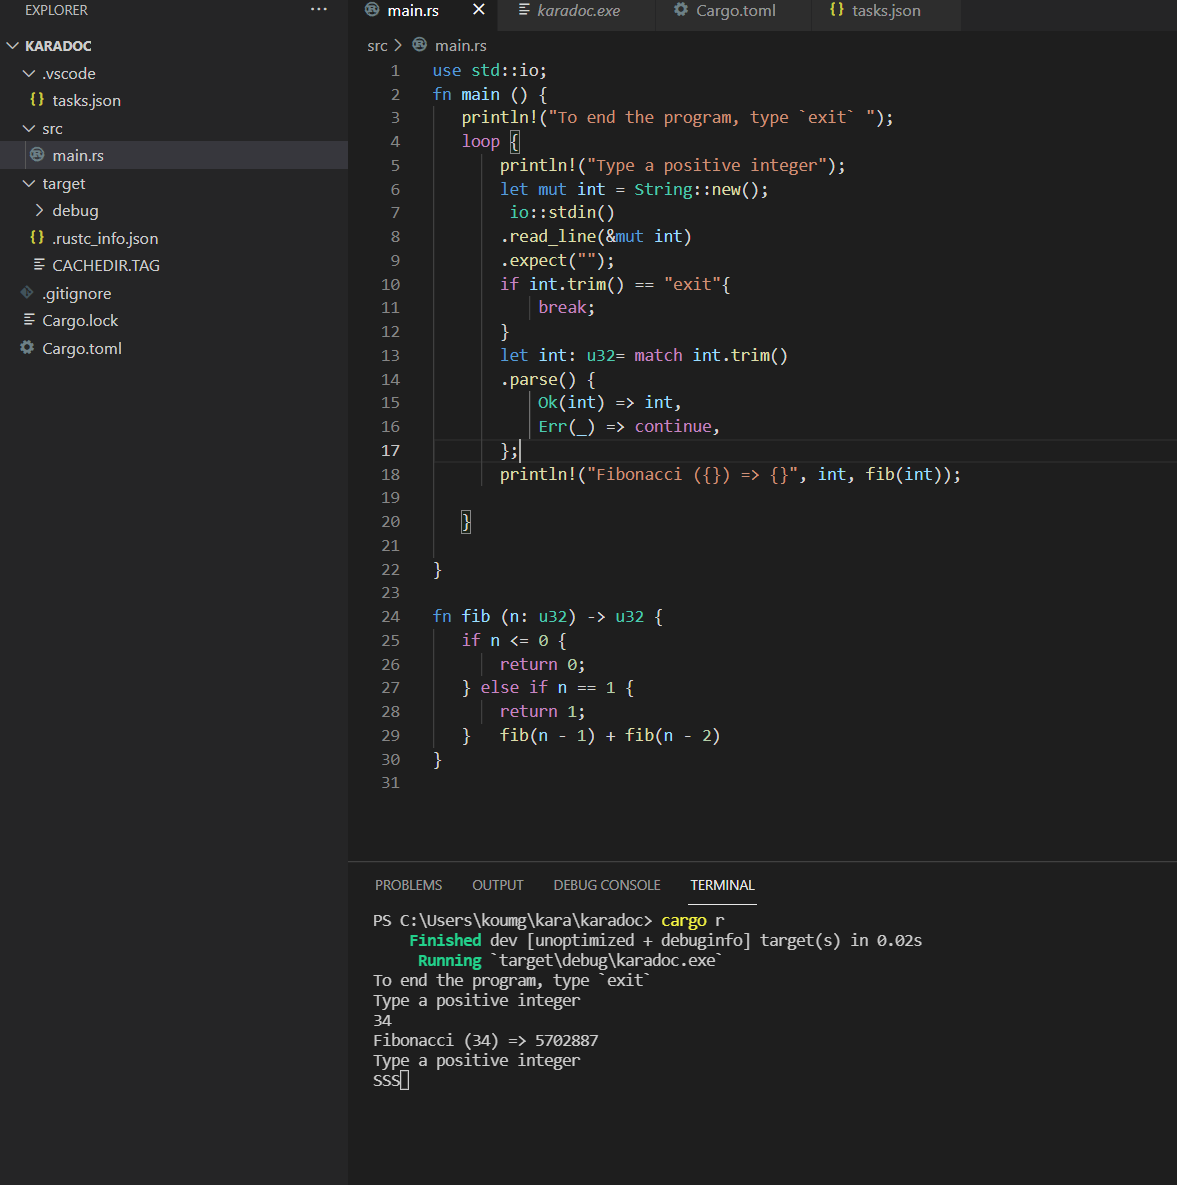 EXPLORER ...
KARADOC
.vscode
{} tasks.json
src
main.rs
target
debug
{} .rustc_info.json
CACHEDIR.TAG
.gitignore
Cargo.lock
Cargo.toml
main.rs karadoc.exe Cargo.toml {} tasks.json
src > main.rs
1 use std::io;
2 fn main () {
3 println!("To end the program, type `exit` ");
4 loop {
5 println!("Type a positive integer");
6 let mut int = String::new();
7 io::stdin()
8 .read_line(&mut int)
9 .expect("");
10 if int.trim() == "exit"{
11 break;
12 }
13 let int: u32= match int.trim()
14 .parse() {
15 Ok(int) => int,
16 Err(_) => continue,
17 };
18 println!("Fibonacci ({}) => {}", int, fib(int));
19
20 }
21
22 }
23
24 fn fib (n: u32) -> u32 {
25 if n <= 0 {
26 return 0;
27 } else if n == 1 {
28 return 1;
29 } fib(n - 1) + fib(n - 2)
30 }
31
PROBLEMS OUTPUT DEBUG CONSOLE TERMINAL
PS C:\Users\koumg\kara\karadoc> cargo r
Finished dev [unoptimized + debuginfo] target(s) in 0.02s
Running `target\debug\karadoc.exe`
To end the program, type `exit`
Type a positive integer
34
Fibonacci (34) => 5702887
Type a positive integer
SSS